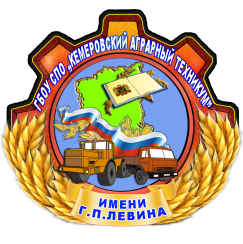 ГБОУ СПО „КЕМЕРОВСКИЙ АГРАРНЫЙ ТЕХНИКУМ"
ИМЕНИ
Г.П.ЛЕВИНА